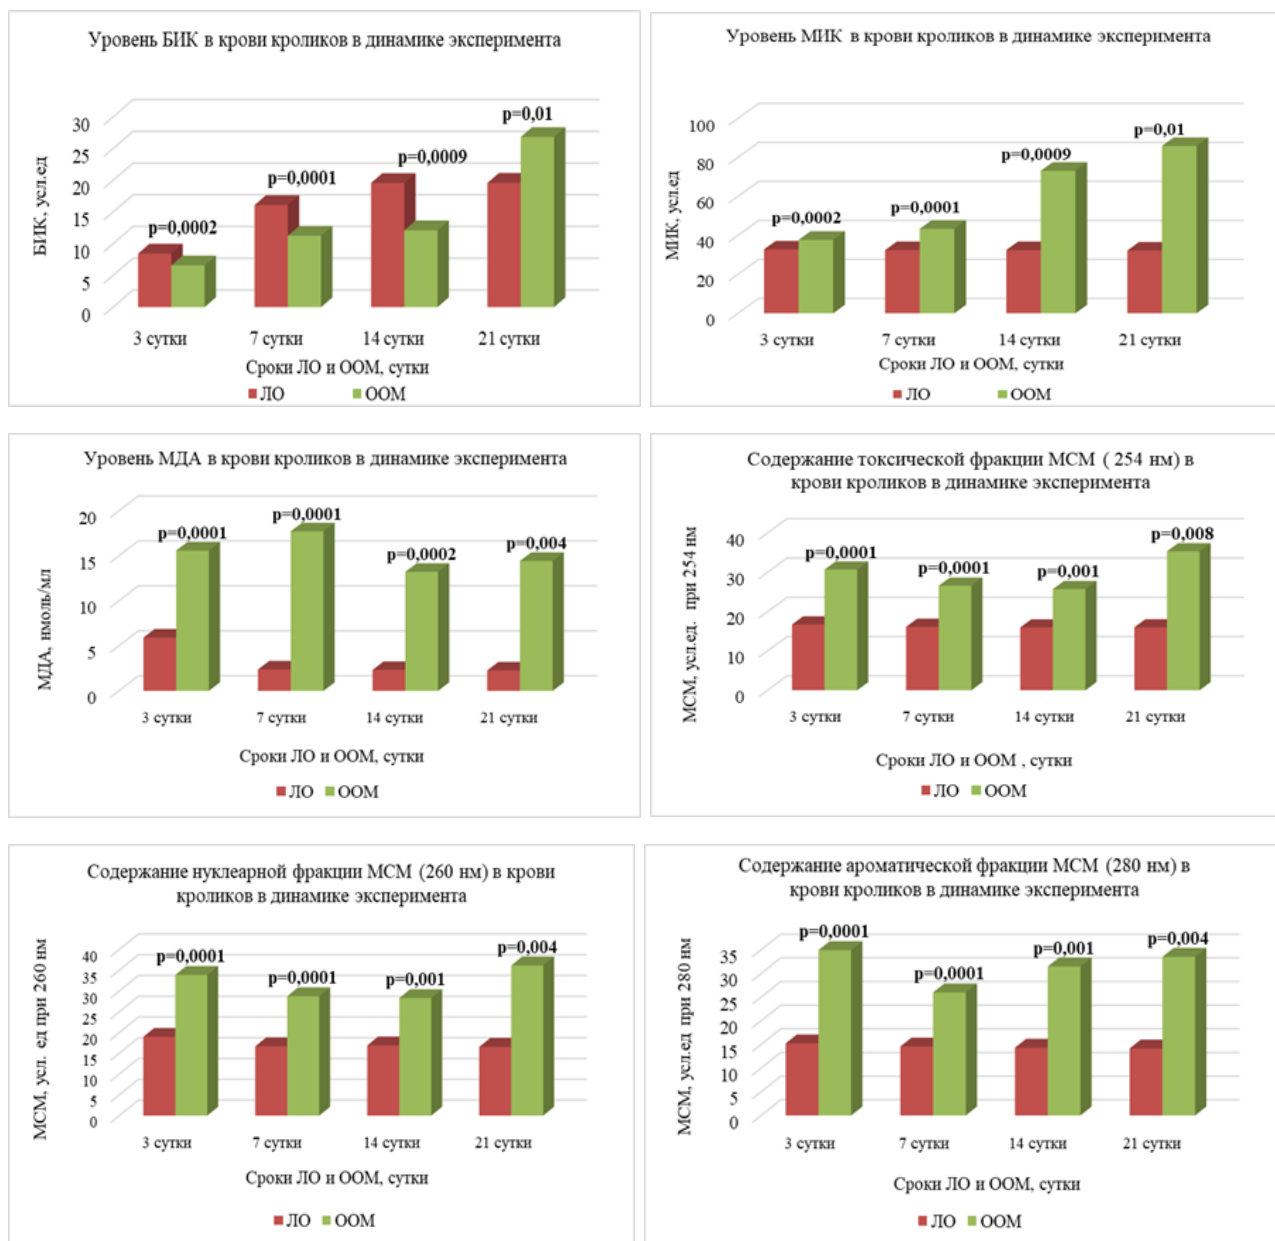 Уровень БИК в крови кроликов в динамике эксперимента
БИК, усл.ед
30
25
20
15
10
5
0
p=0,0002
p=0,0001
p=0,0009
p=0,01
3 сутки
7 сутки
14 сутки
21 сутки
Сроки ЛО и ООМ, сутки
ЛО
ООМ
Уровень МИК в крови кроликов в динамике эксперимента
МИК, усл.ед
100
80
60
40
20
0
p=0,0002
p=0,0001
p=0,0009
p=0,01
3 сутки
7 сутки
14 сутки
21 сутки
Сроки ЛО и ООМ, сутки
ЛО
ООМ
Уровень МДА в крови кроликов в динамике эксперимента
МДА, нмоль/мл
20
15
10
5
0
p=0,0001
p=0,0001
p=0,0002
p=0,004
3 сутки
7 сутки
14 сутки
21 сутки
Сроки ЛО и ООМ, сутки
ЛО
ООМ
Содержание токсической фракции МСМ ( 254 нм) в
крови кроликов в динамике эксперимента
МСМ, усл.ед. при 254 нм
40
30
20
10
0
p=0,0001
p=0,0001
p=0,001
p=0,008
3 сутки
7 сутки
14 сутки
21 сутки
Сроки ЛО и ООМ , сутки
ЛО
ООМ
Содержание нуклеарной фракции МСМ (260 нм) в крови
кроликов в динамике эксперимента
МСМ, усл. ед при 260 нм
40
35
30
25
20
15
10
5
0
p=0,0001
p=0,0001
p=0,001
p=0,004
3 сутки
7 сутки
14 сутки
21 сутки
Сроки ЛО и ООМ, сутки
ЛО
ООМ
Содержание ароматической фракции МСМ (280 нм) в
крови кроликов в динамике эксперимента
МСМ, усл.ед при 280 нм
35
30
25
20
15
10
5
0
p=0,0001
p=0,0001
p=0,001
p=0,004
3 сутки
7 сутки
14 сутки
21 сутки
Сроки ЛО и ООМ, сутки
ЛО
ООМ